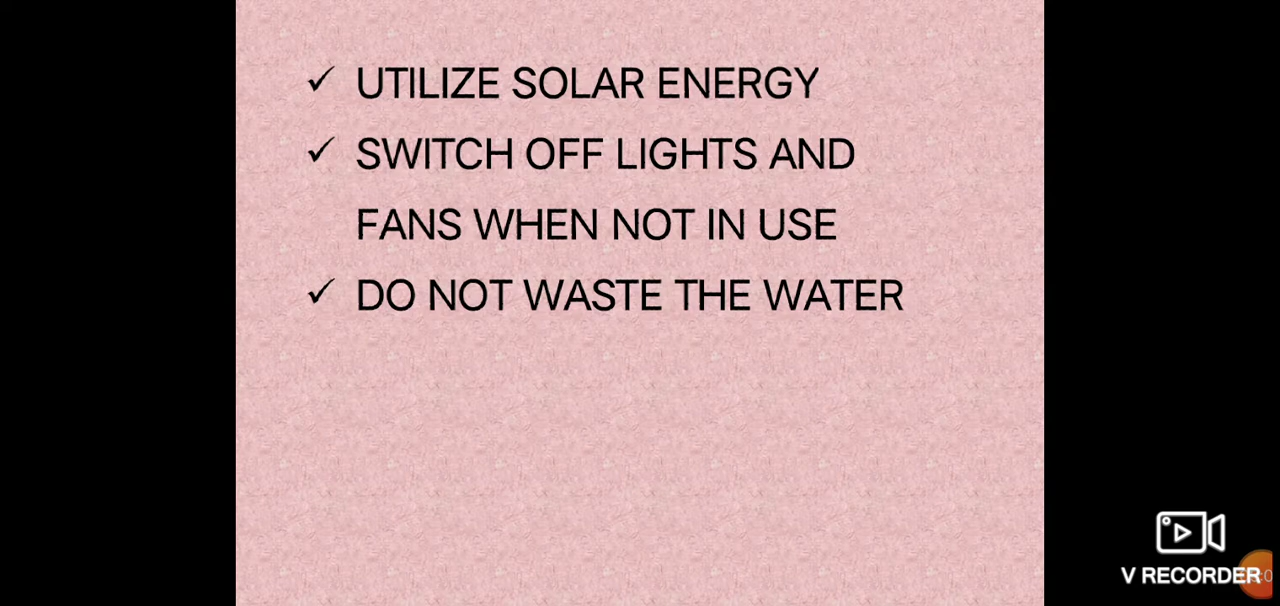 ✓ UTILIZE SOLAR ENERGY
✓ SWITCH OFF LIGHTS AND
FANS WHEN NOT IN USE
✓ DO NOT WASTE THE WATER
V RECORDER